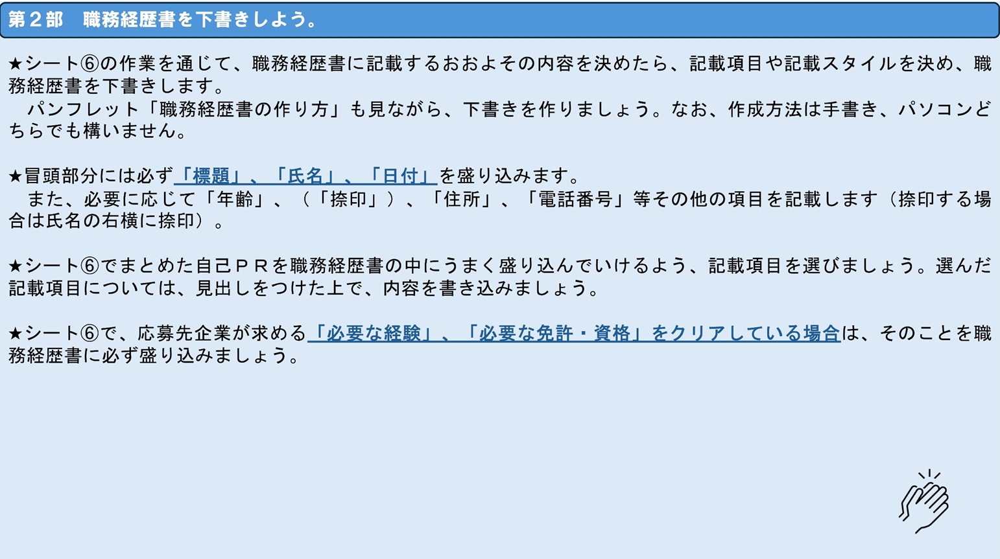 第２部　職務経歴書を下書きしよう。
★シート⑥の作業を通じて、職務経歴書に記載するおおよその内容を決めたら、記載項目や記載スタイルを決め、職
務経歴書を下書きします。
　パンフレット「職務経歴書の作り方」も見ながら、下書きを作りましょう。なお、作成方法は手書き、パソコンど
ちらでも構いません。
★冒頭部分には必ず「標題」、「氏名」、「日付」を盛り込みます。
　また、必要に応じて「年齢」、（「捺印」）、「住所」、「電話番号」等その他の項目を記載します（捺印する場
合は氏名の右横に捺印）。
★シート⑥でまとめた自己ＰＲを職務経歴書の中にうまく盛り込んでいけるよう、記載項目を選びましょう。選んだ
記載項目については、見出しをつけた上で、内容を書き込みましょう。
★シート⑥で、応募先企業が求める「必要な経験」、「必要な免許・資格」をクリアしている場合は、そのことを職
務経歴書に必ず盛り込みましょう。